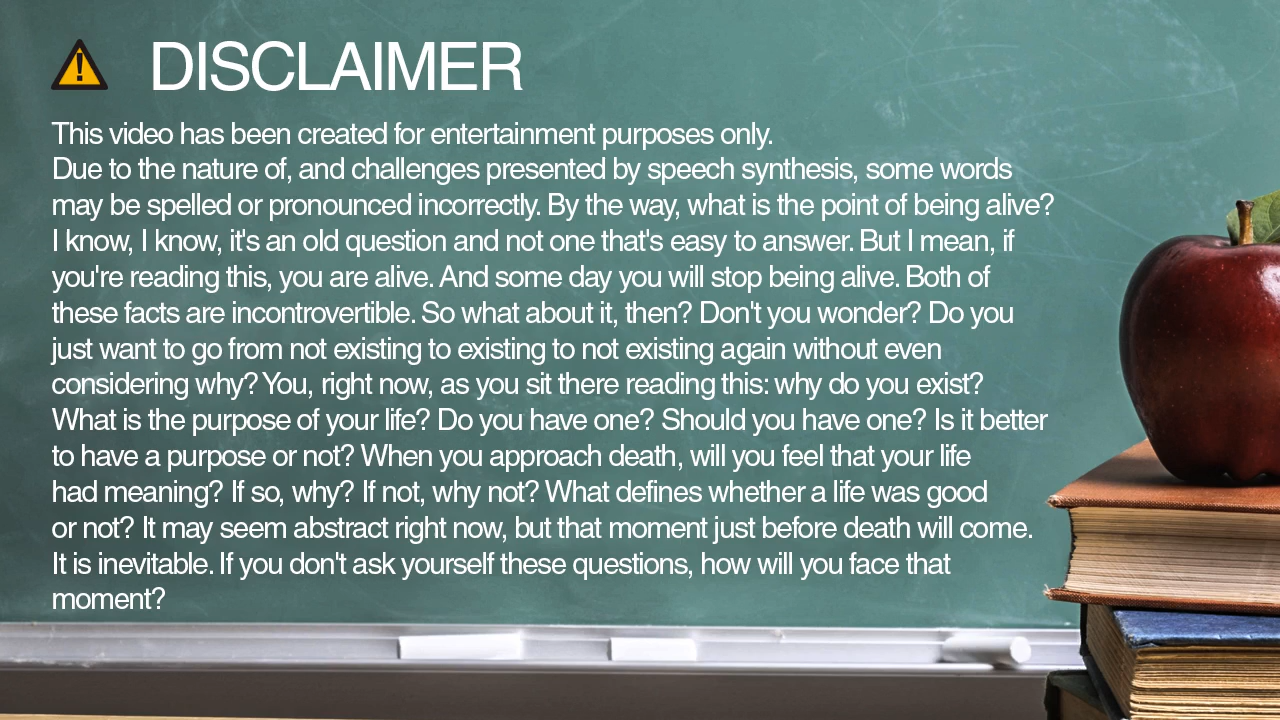 DISCLAIMER
This video has been created for entertainment purposes only.
Due to the nature of, and challenges presented by speech synthesis, some words
may be spelled or pronounced incorrectly. By the way, what is the point of being alive?
I know, I know, it's an old question and not one that's easy to answer. But I mean, if
you're reading this, you are alive. And some day you will stop being alive. Both of
these facts are incontrovertible. So what about it, then? Don't you wonder? Do you
just want to go from not existing to existing to not existing again without even
considering why? You, right now, as you sit there reading this: why do you exist?
What is the purpose of your life? Do you have one? Should you have one? Is it better
to have a purpose or not? When you approach death, will you feel that your life
had meaning? If so, why? If not, why not? What defines whether a life was good
or not? It may seem abstract right now, but that moment just before death will come.
It is inevitable. If you don't ask yourself these questions, how will you face that
moment?